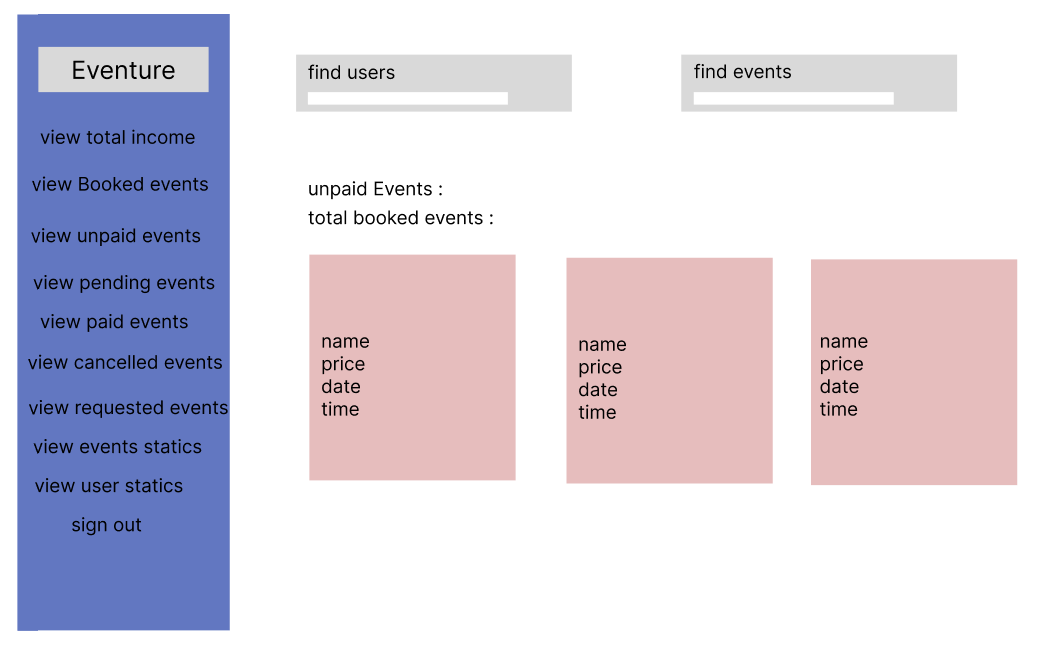 Eventure
view total income
view Booked events
view unpaid events
view pending events
view paid events
view cancelled events
view requested events
view events statics
view user statics
sign out
find users
find events
unpaid Events :
total booked events :
name
price
date
time
name
price
date
time
name
price
date
time